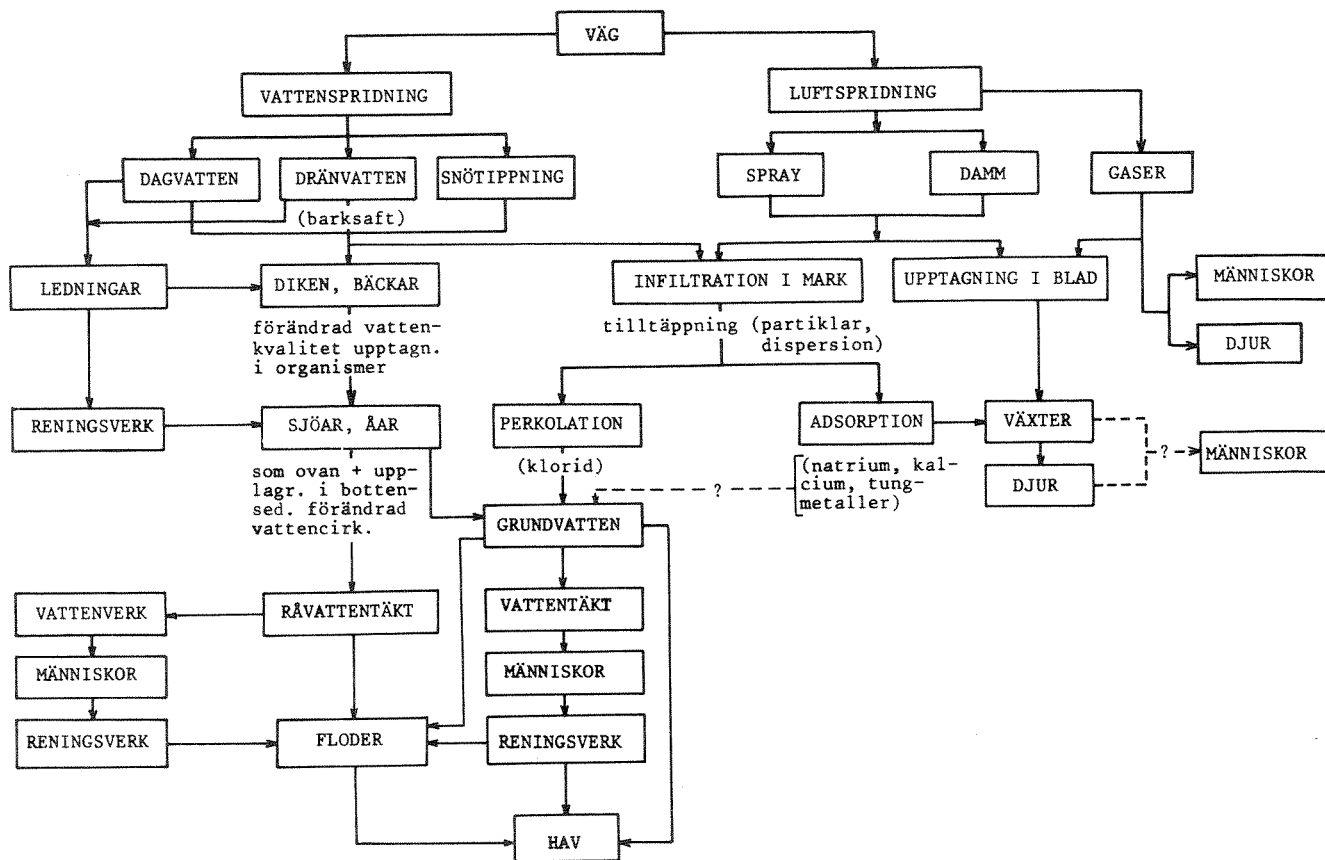 VÄG
VATTENSPRIDNING
LUFTSPRIDNING
DAGVATTEN
DRÄNVATTEN
SNÖTIPPNING
SPRAY
DAMM
GASER
(barksaft)
LEDNINGAR
DIKEN, BÄCKAR
INFILTRATION I MARK
UPPTAGNING I BLAD
MÄNNISKOR
DJUR
förändrad vatten-
kvalitet upptagn.
i organismer
tilltäppning (partiklar,
dispersion)
RENINGSVERK
SJÖAR, ÅAR
PERKOLATION
ADSORPTION
VÄXTER
?
MÄNNISKOR
(klorid)
som ovan + upp-
lagr. i botten-
sed. förändrad
vattencirk.
?
(natrium, kal-
cium, tung-
metaller)
DJUR
GRUNDVATTEN
VATTENVERK
RÅVATTENTÄKT
VATTENTÄKT
MÄNNISKOR
MÄNNISKOR
RENINGSVERK
FLODER
RENINGSVERK
HAV